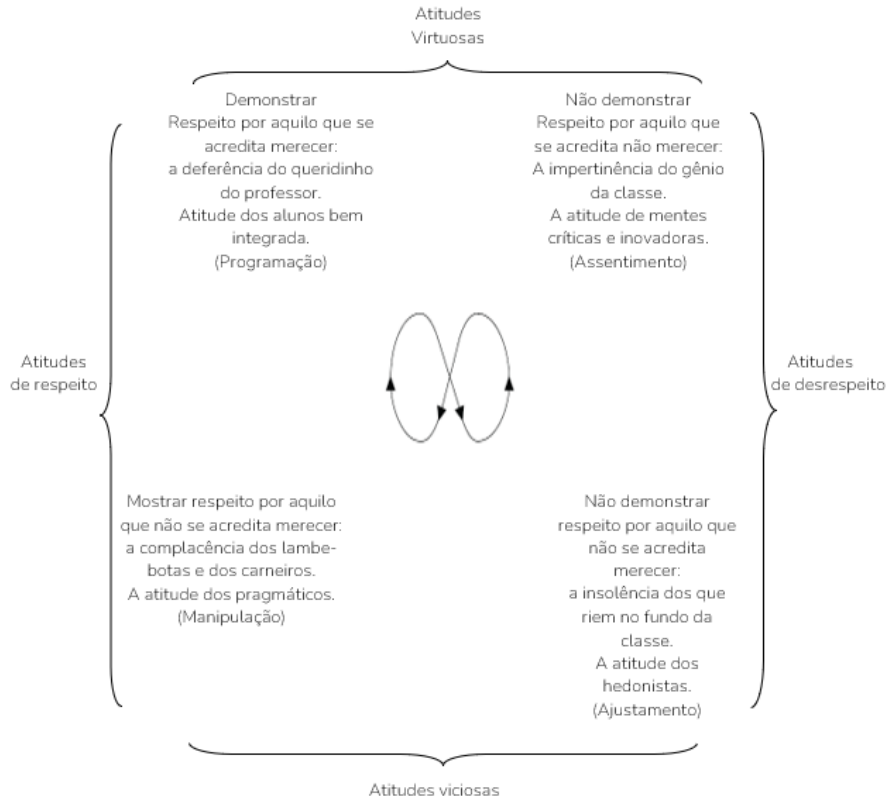 Atitudes
Virtuosas
Demonstrar
Respeito por aquilo que se
acredita merecer:
a deferência do queridinho
do professor.
Atitude dos alunos bem
integrada.
(Programação)
Não demonstrar
Respeito por aquilo que
se acredita não merecer:
A impertinência do gênio
da classe.
A atitude de mentes
críticas e inovadoras.
(Assentimento)
Atitudes
de respeito
Atitudes
de desrespeito
Mostrar respeito por aquilo
que não se acredita merecer:
a complacência dos lambe-
botas e dos carneiros.
A atitude dos pragmáticos.
(Manipulação)
Não demonstrar
respeito por aquilo que
não se acredita
merecer:
a insolência dos que
riem no fundo da
classe.
A atitude dos
hedonistas.
(Ajustamento)
Atitudes viciosas